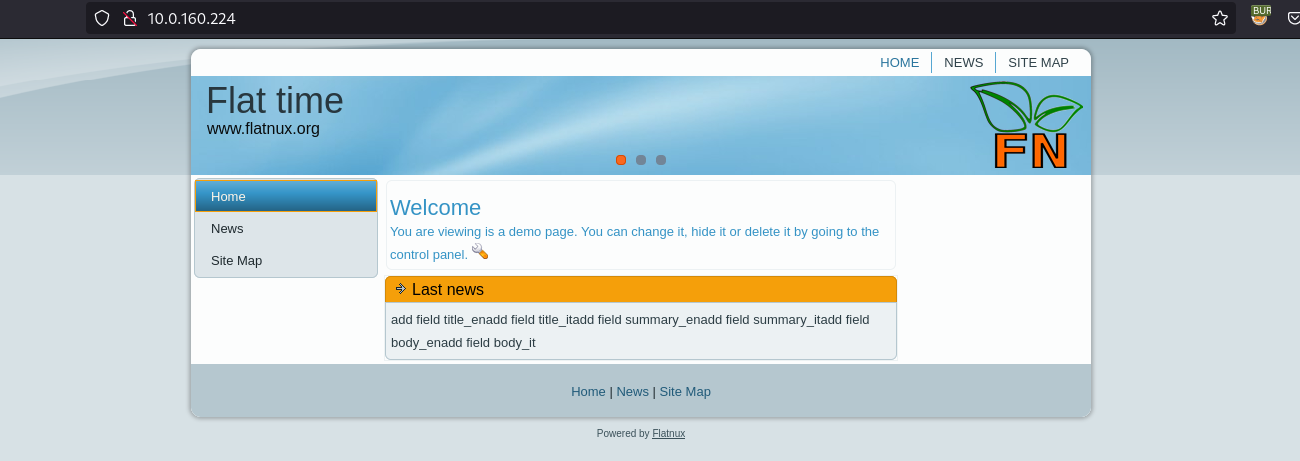 10.0.160.224
BUR
HOME NEWS SITE MAP
Flat time
www.flatnux.org
FN
Home
News
Site Map
Welcome
You are viewing is a demo page. You can change it, hide it or delete it by going to the
control panel.
Last news
add field title_enadd field title_itadd field summary_enadd field summary_itadd field
body_enadd field body_it
Home | News | Site Map
Powered by Flatnux